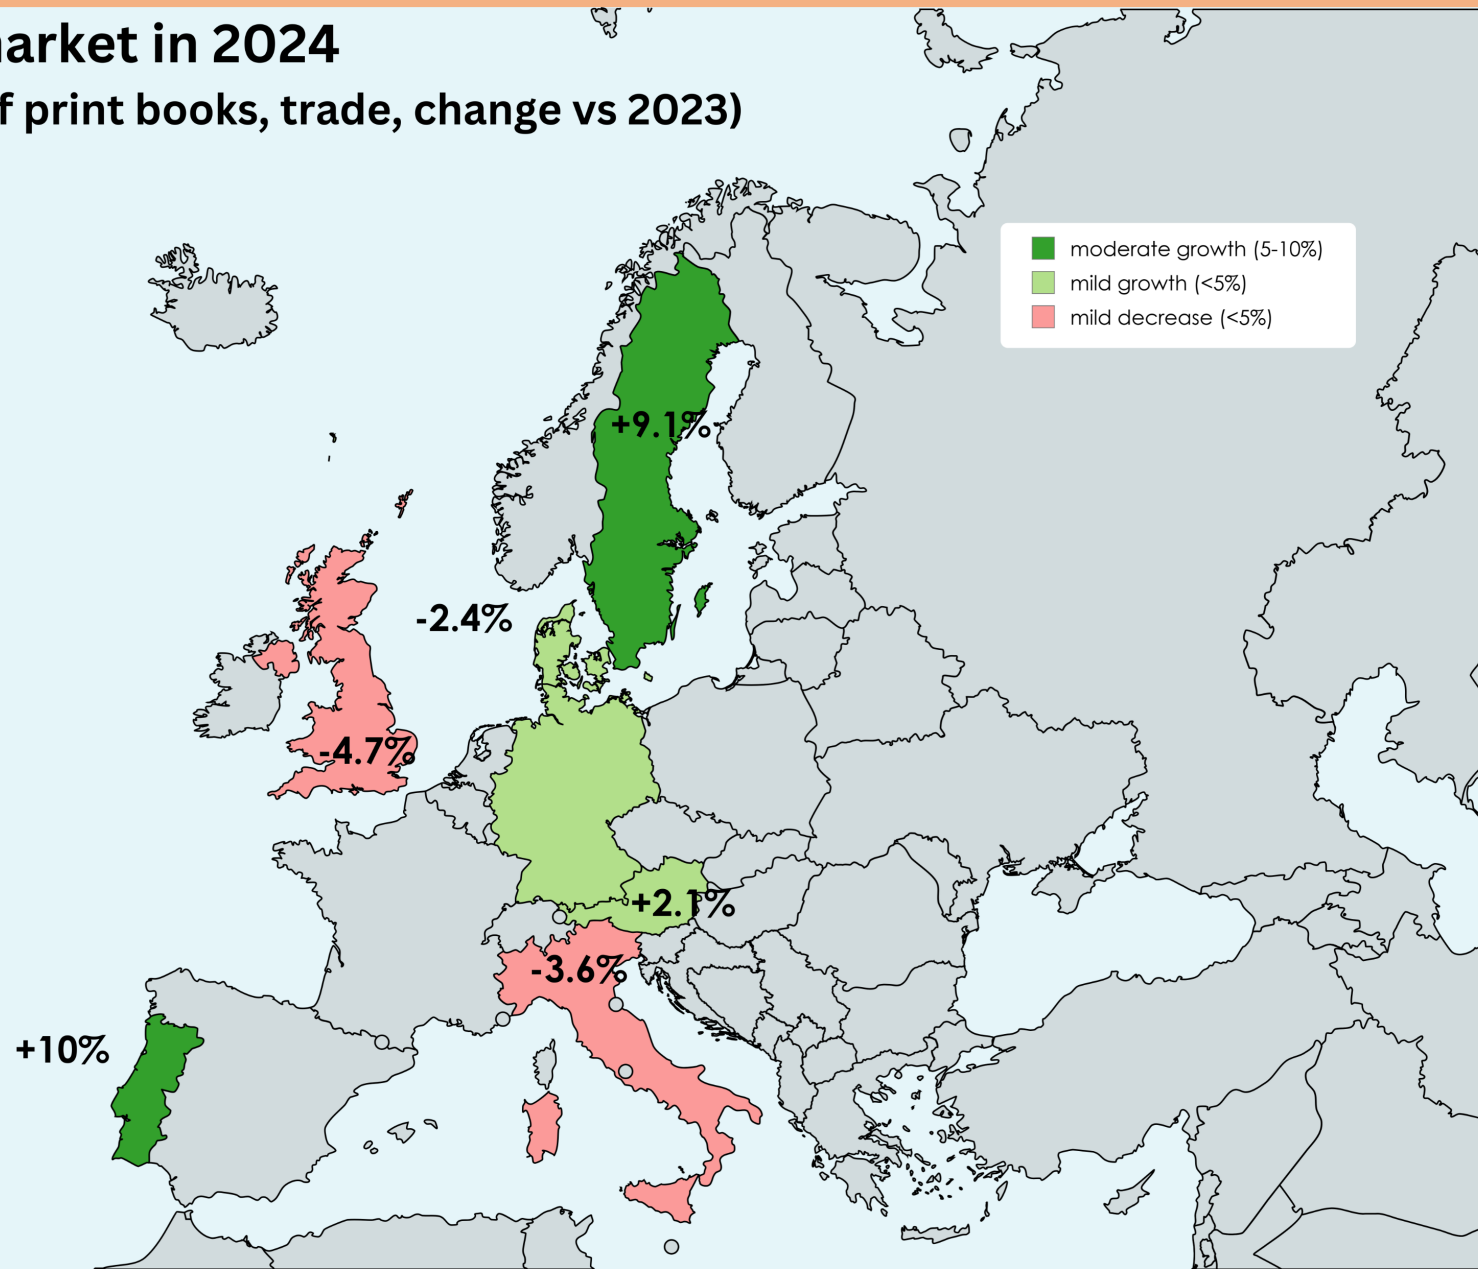 arket in 2024
f print books, trade, change vs 2023)
moderate growth (5-10%)
mild growth (<5%)
mild decrease (<5%)
+9.1%
-2.4%
-4.7%
+2.1%
-3.6%
+10%